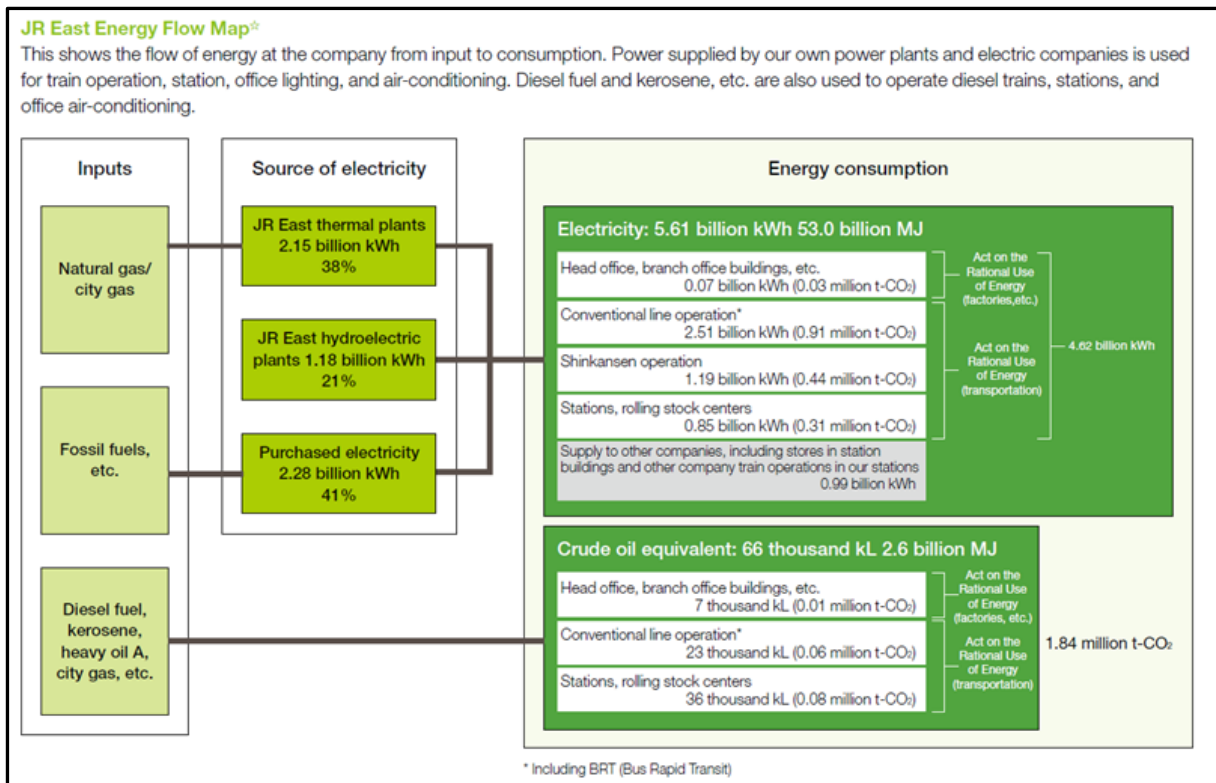 JR East Energy Flow Map☆
This shows the flow of energy at the company from input to consumption. Power supplied by our own power plants and electric companies is used
for train operation, station, office lighting, and air-conditioning. Diesel fuel and kerosene, etc. are also used to operate diesel trains, stations, and
office air-conditioning.
Inputs
Natural gas/
city gas
Fossil fuels,
etc.
Diesel fuel,
kerosene,
heavy oil A,
city gas, etc.
Source of electricity
JR East thermal plants
2.15 billion kWh
38%
JR East hydroelectric
plants 1.18 billion kWh
21%
Purchased electricity
2.28 billion kWh
41%
Energy consumption
Electricity: 5.61 billion kWh 53.0 billion MJ
Head office, branch office buildings, etc.
0.07 billion kWh (0.03 million t-CO₂)
Conventional line operation*
2.51 billion kWh (0.91 million t-CO₂)
Shinkansen operation
1.19 billion kWh (0.44 million t-CO₂)
Stations, rolling stock centers
0.85 billion kWh (0.31 million t-CO₂)
Supply to other companies, including stores in station
buildings and other company train operations in our stations
0.99 billion kWh
Act on the
Rational Use
of Energy
(factories,etc.)
Act on the
Rational Use
of Energy
(transportation)
4.62 billion kWh
Crude oil equivalent: 66 thousand kL 2.6 billion MJ
Head office, branch office buildings, etc.
7 thousand kL (0.01 million t-CO₂)
Conventional line operation*
23 thousand kL (0.06 million t-CO₂)
Stations, rolling stock centers
36 thousand kL (0.08 million t-CO₂)
Act on the
Rational Use
of Energy
(factories, etc.)
Act on the
Rational Use
of Energy
(transportation)
1.84 million t-CO₂
* Including BRT (Bus Rapid Transit)